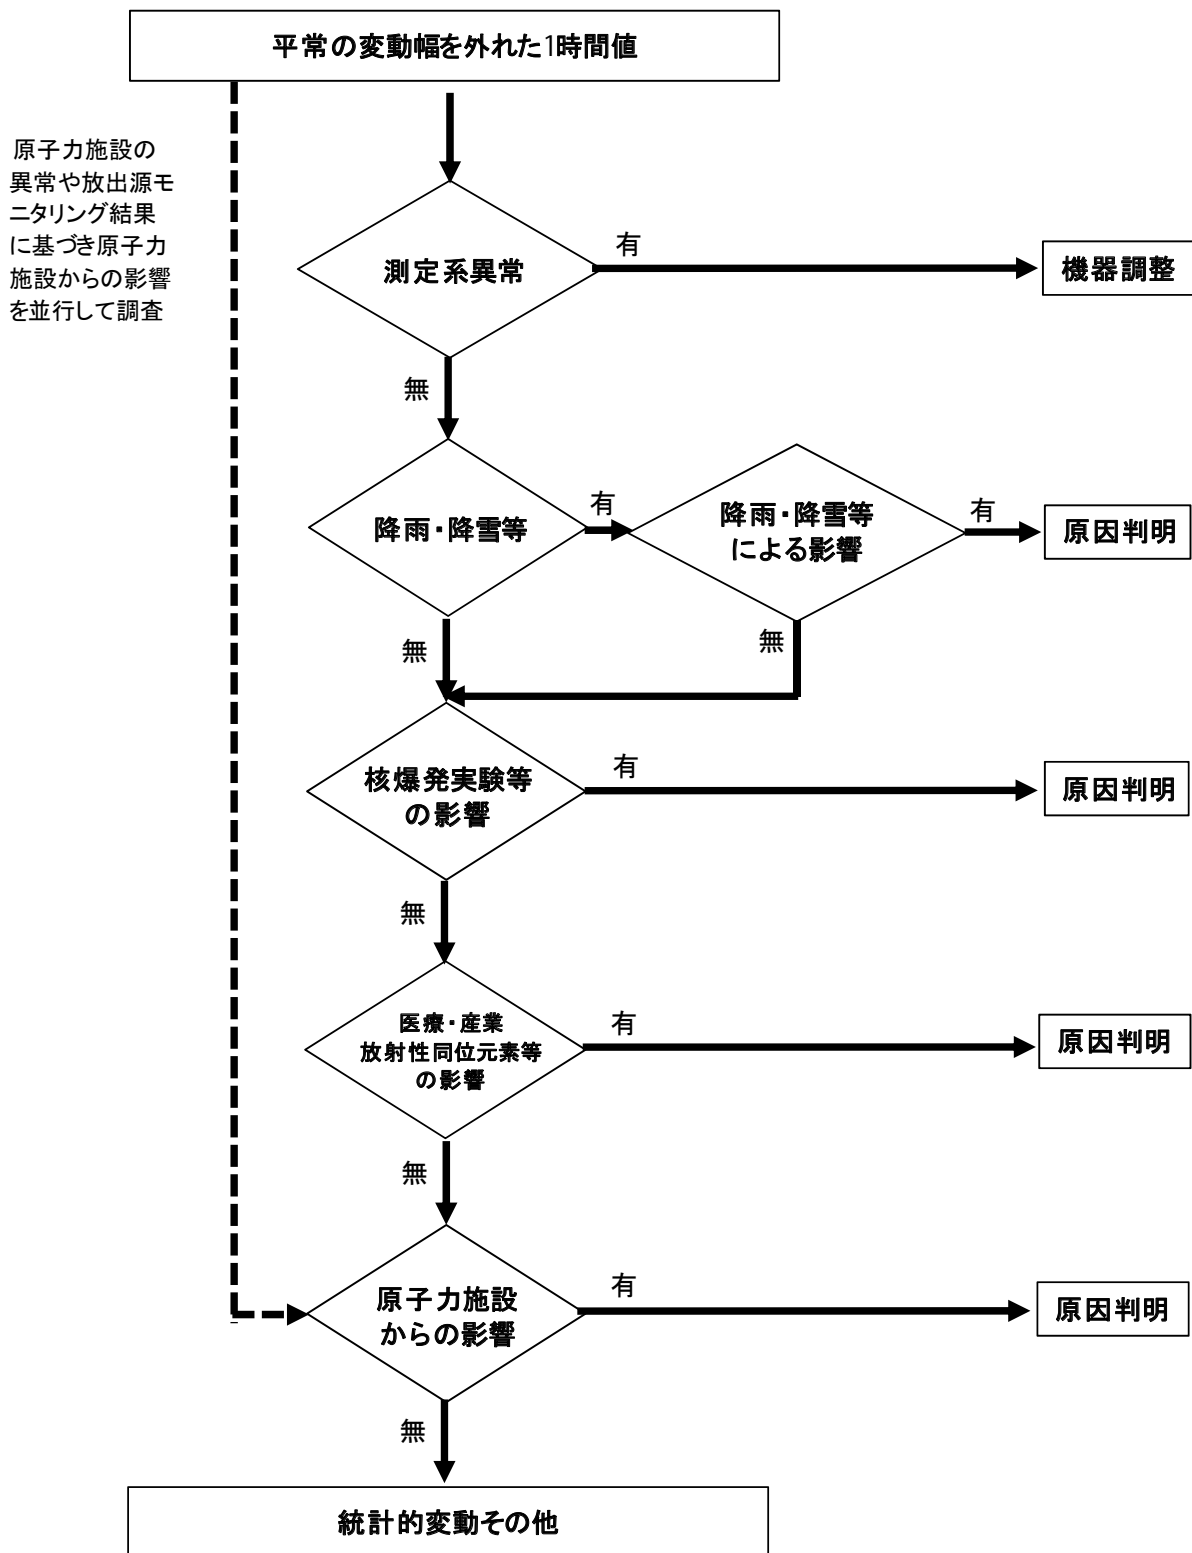 平常の変動幅を外れた1時間値
原子力施設の
異常や放出源モ
ニタリング結果
に基づき原子力
施設からの影響
を並行して調査
測定系異常
有
機器調整
無
降雨・降雪等
有
降雨・降雪等
による影響
有
原因判明
無
無
核爆発実験等
の影響
有
原因判明
無
医療・産業
放射性同位元素等
の影響
有
原因判明
無
原子力施設
からの影響
有
原因判明
無
統計的変動その他